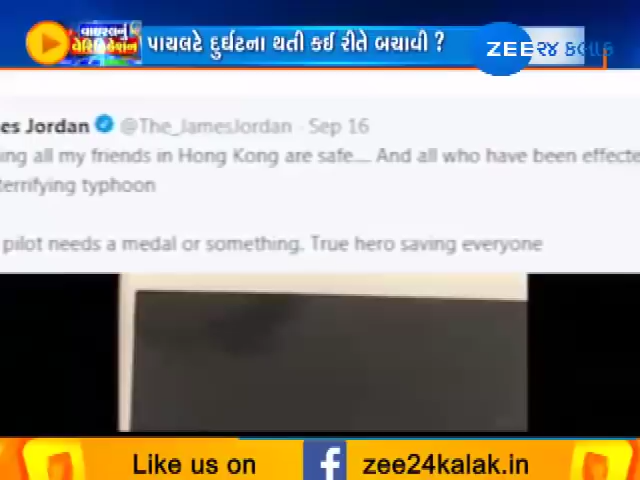 વાઇરલનું
વેરિફિકેશન
પાયલટે દુર્ઘટના થતી કઈ રીતે બચાવી ?
ZEE ૨૪ કલાક
es Jordan @The_JamesJordan · Sep 16
ing all my friends in Hong Kong are safe.... And all who have been effecte
terrifying typhoon
pilot needs a medal or something. True hero saving everyone
Like us on f zee24kalak.in